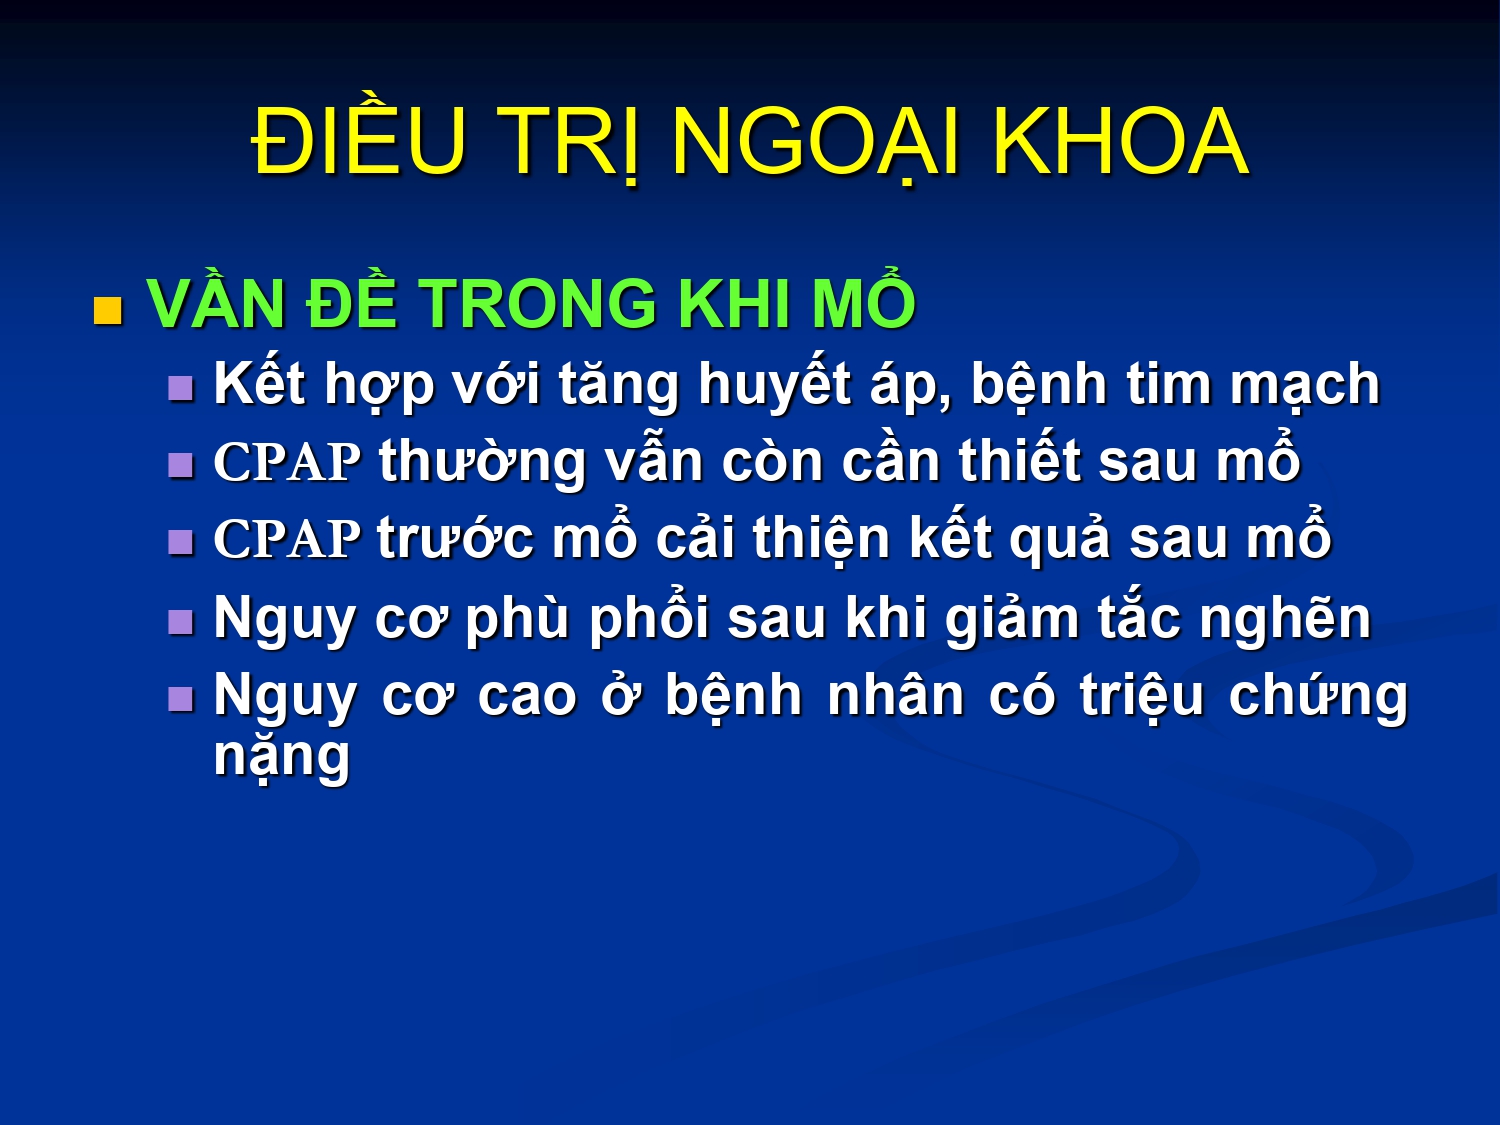 ĐIỀU TRỊ NGOẠI KHOA
VẦN ĐỀ TRONG KHI MỔ
Kết hợp với tăng huyết áp, bệnh tim mạch
CPAP thường vẫn còn cần thiết sau mổ
CPAP trước mổ cải thiện kết quả sau mổ
Nguy cơ phù phổi sau khi giảm tắc nghẽn
Nguy cơ cao ở bệnh nhân có triệu chứng
nặng